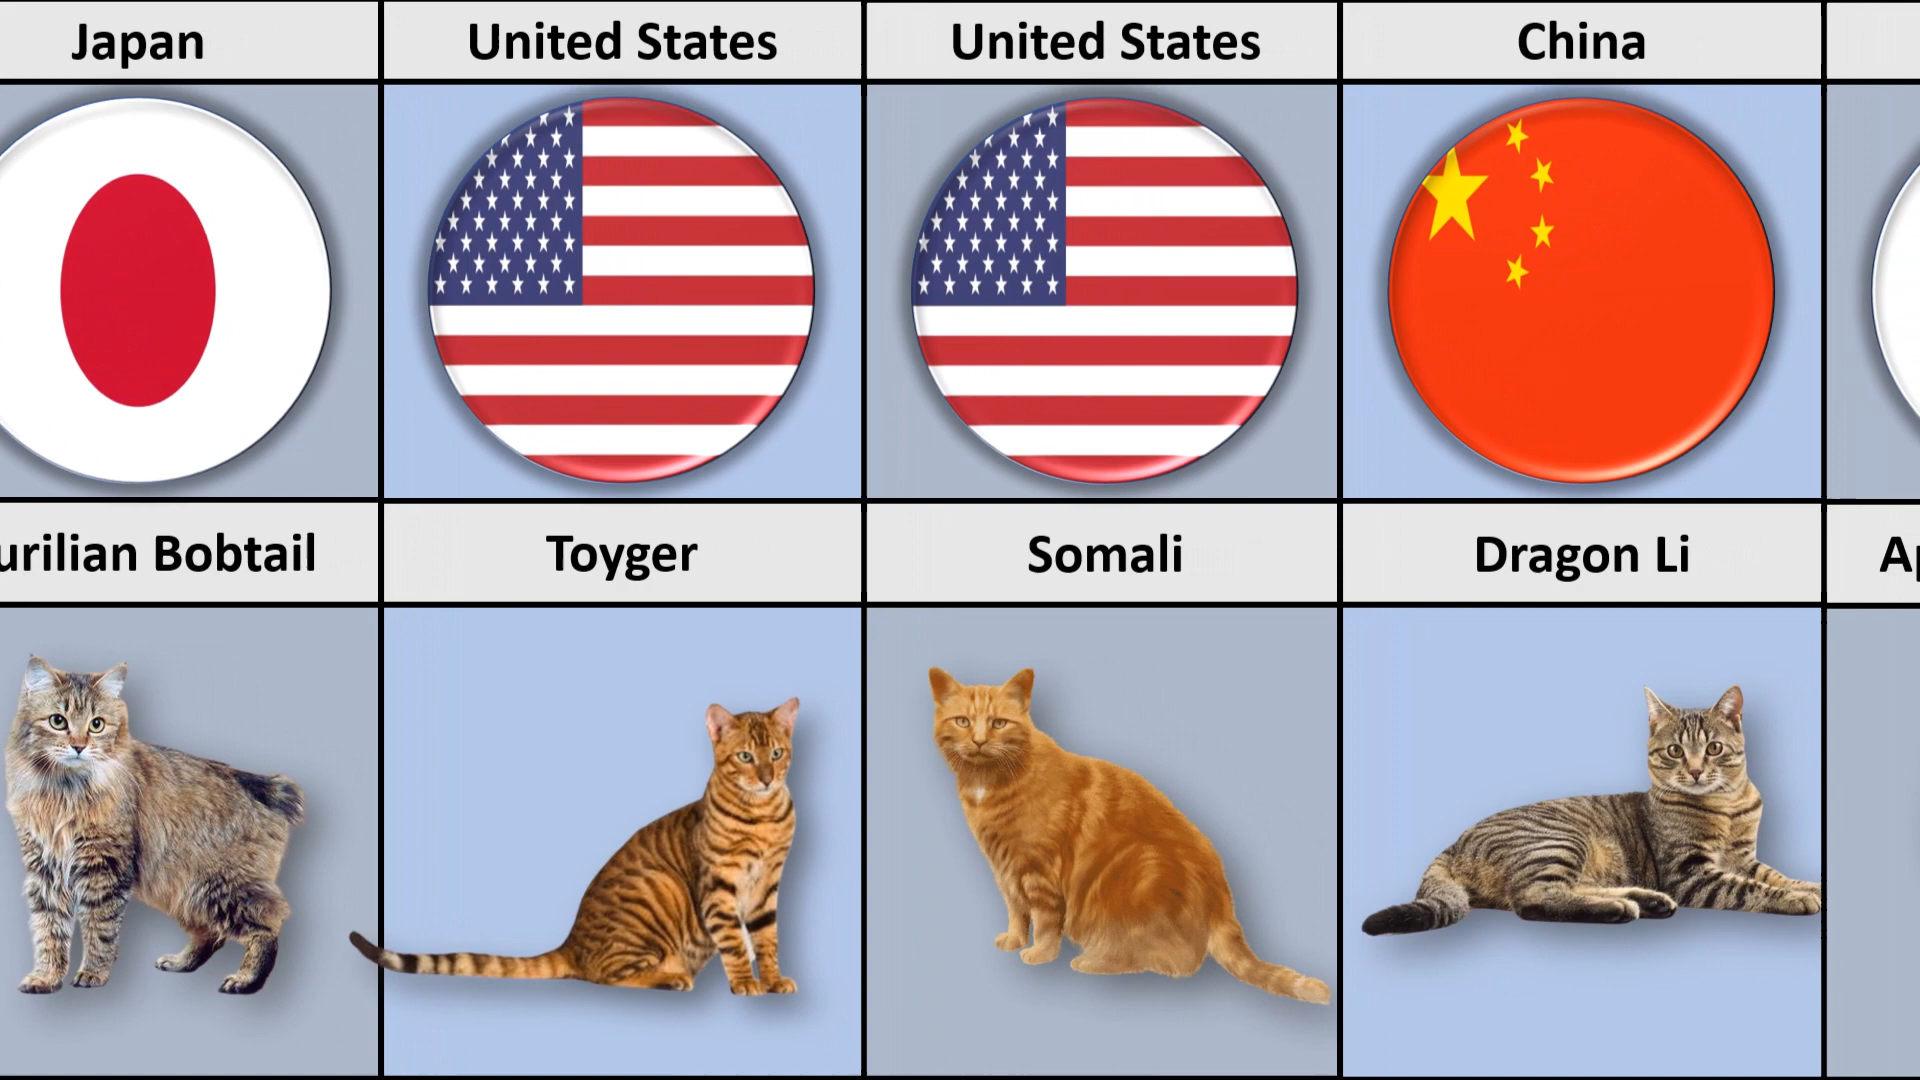 Japan
United States
United States
China
urilian Bobtail
Toyger
Somali
Dragon Li